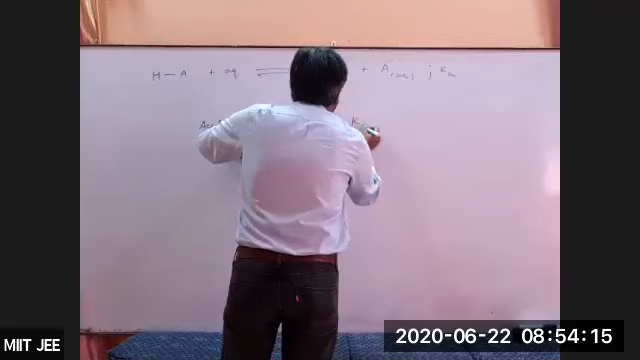 H—A + aq ⇌ + A(aq) ; Ka
MIIT JEE
2020-06-22 08:54:15